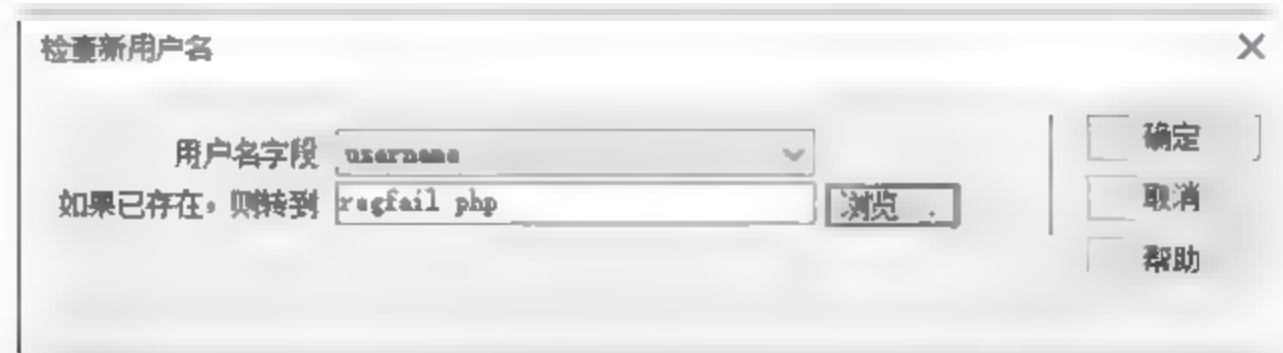 检查新用户名
用户名字段 username
如果已存在，则转到 regfail php 浏览
确定
取消
帮助